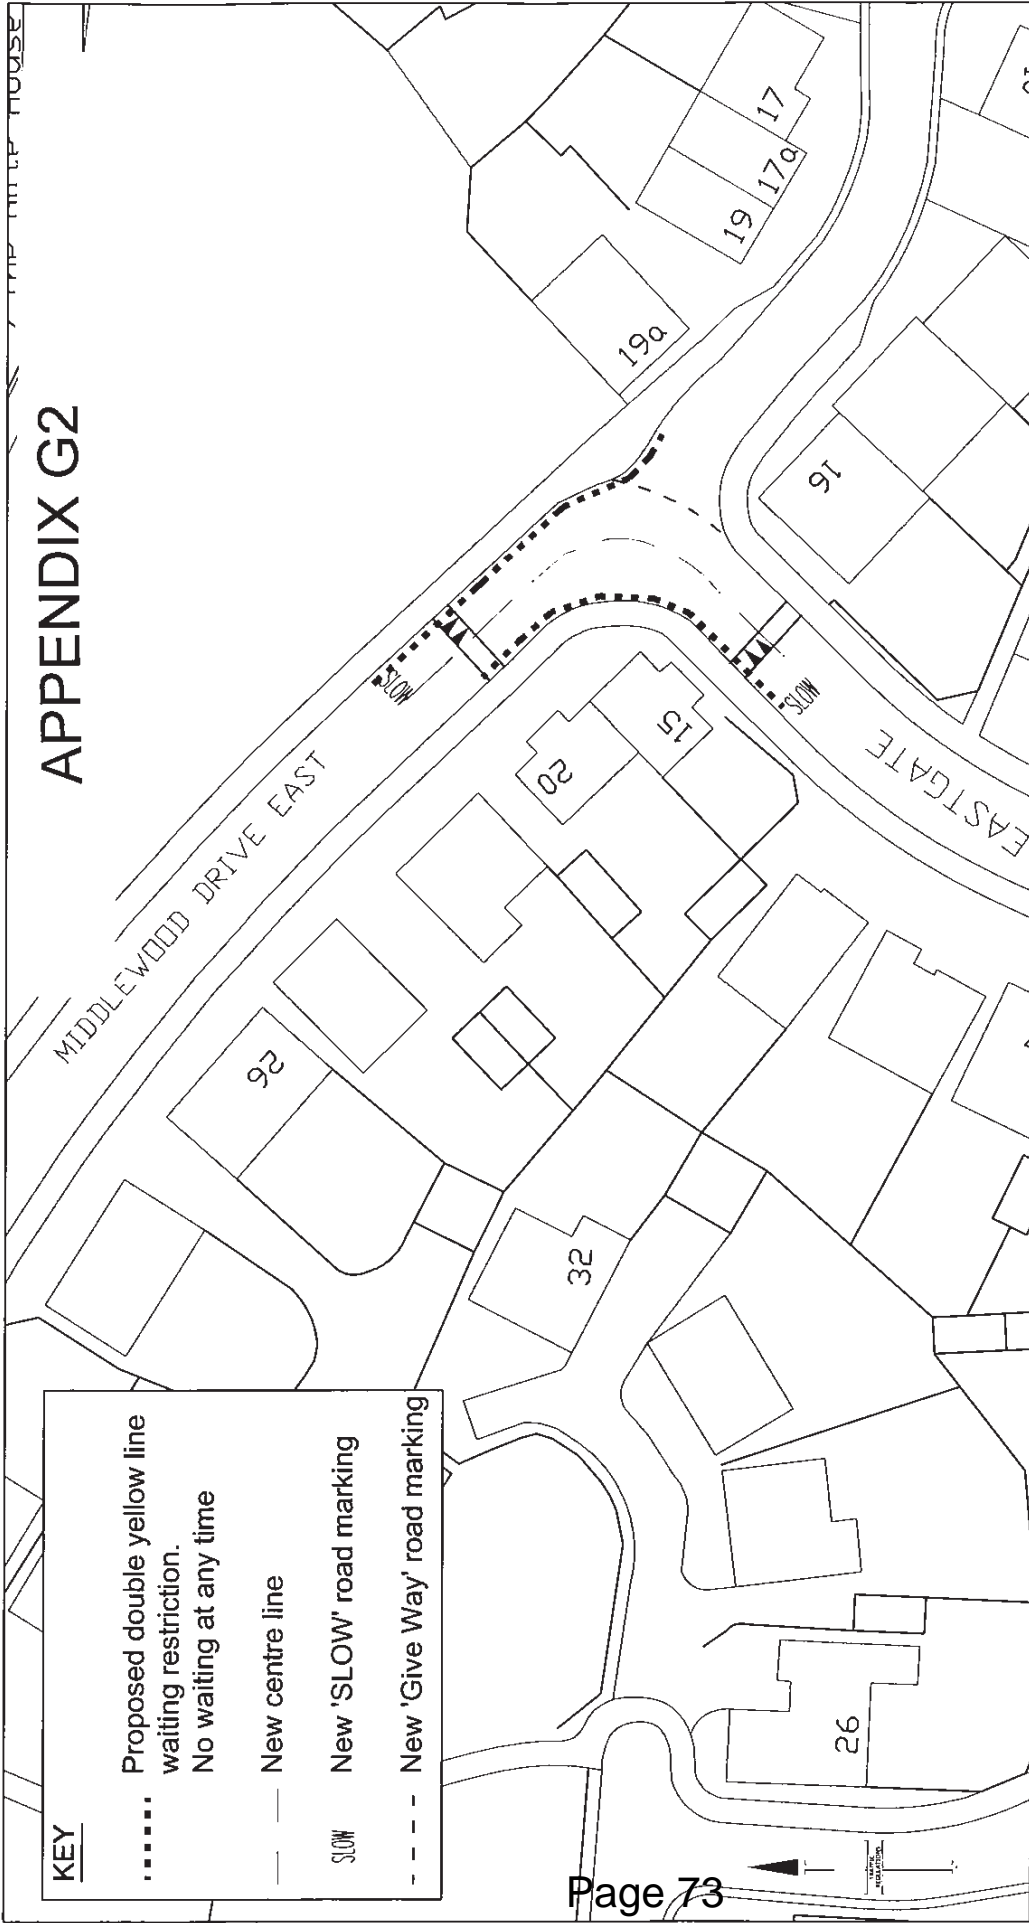 APPENDIX G2
KEY
Proposed double yellow line
waiting restriction.
No waiting at any time
New centre line
SLOW New 'SLOW' road marking
New 'Give Way' road marking
MIDDLEWOOD DRIVE EAST
EASTGATE
SLOW
SLOW
17
17a
19
19a
16
15
20
26
32
26
TRAFFIC
REGULATIONS
Page 73